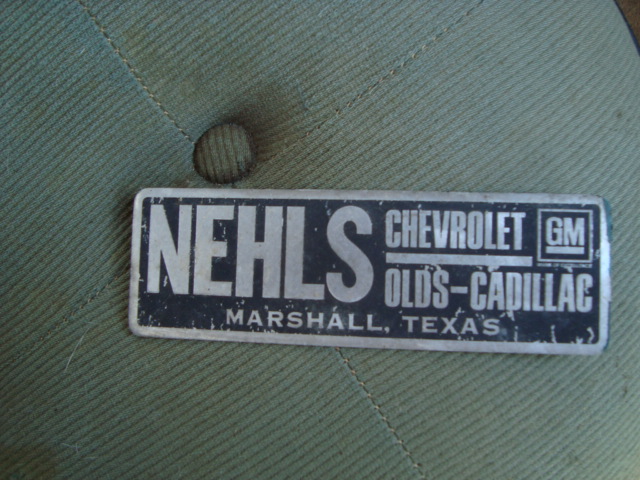 NEHLS
CHEVROLET
GM
OLDS-CADILLAC
MARSHALL, TEXAS